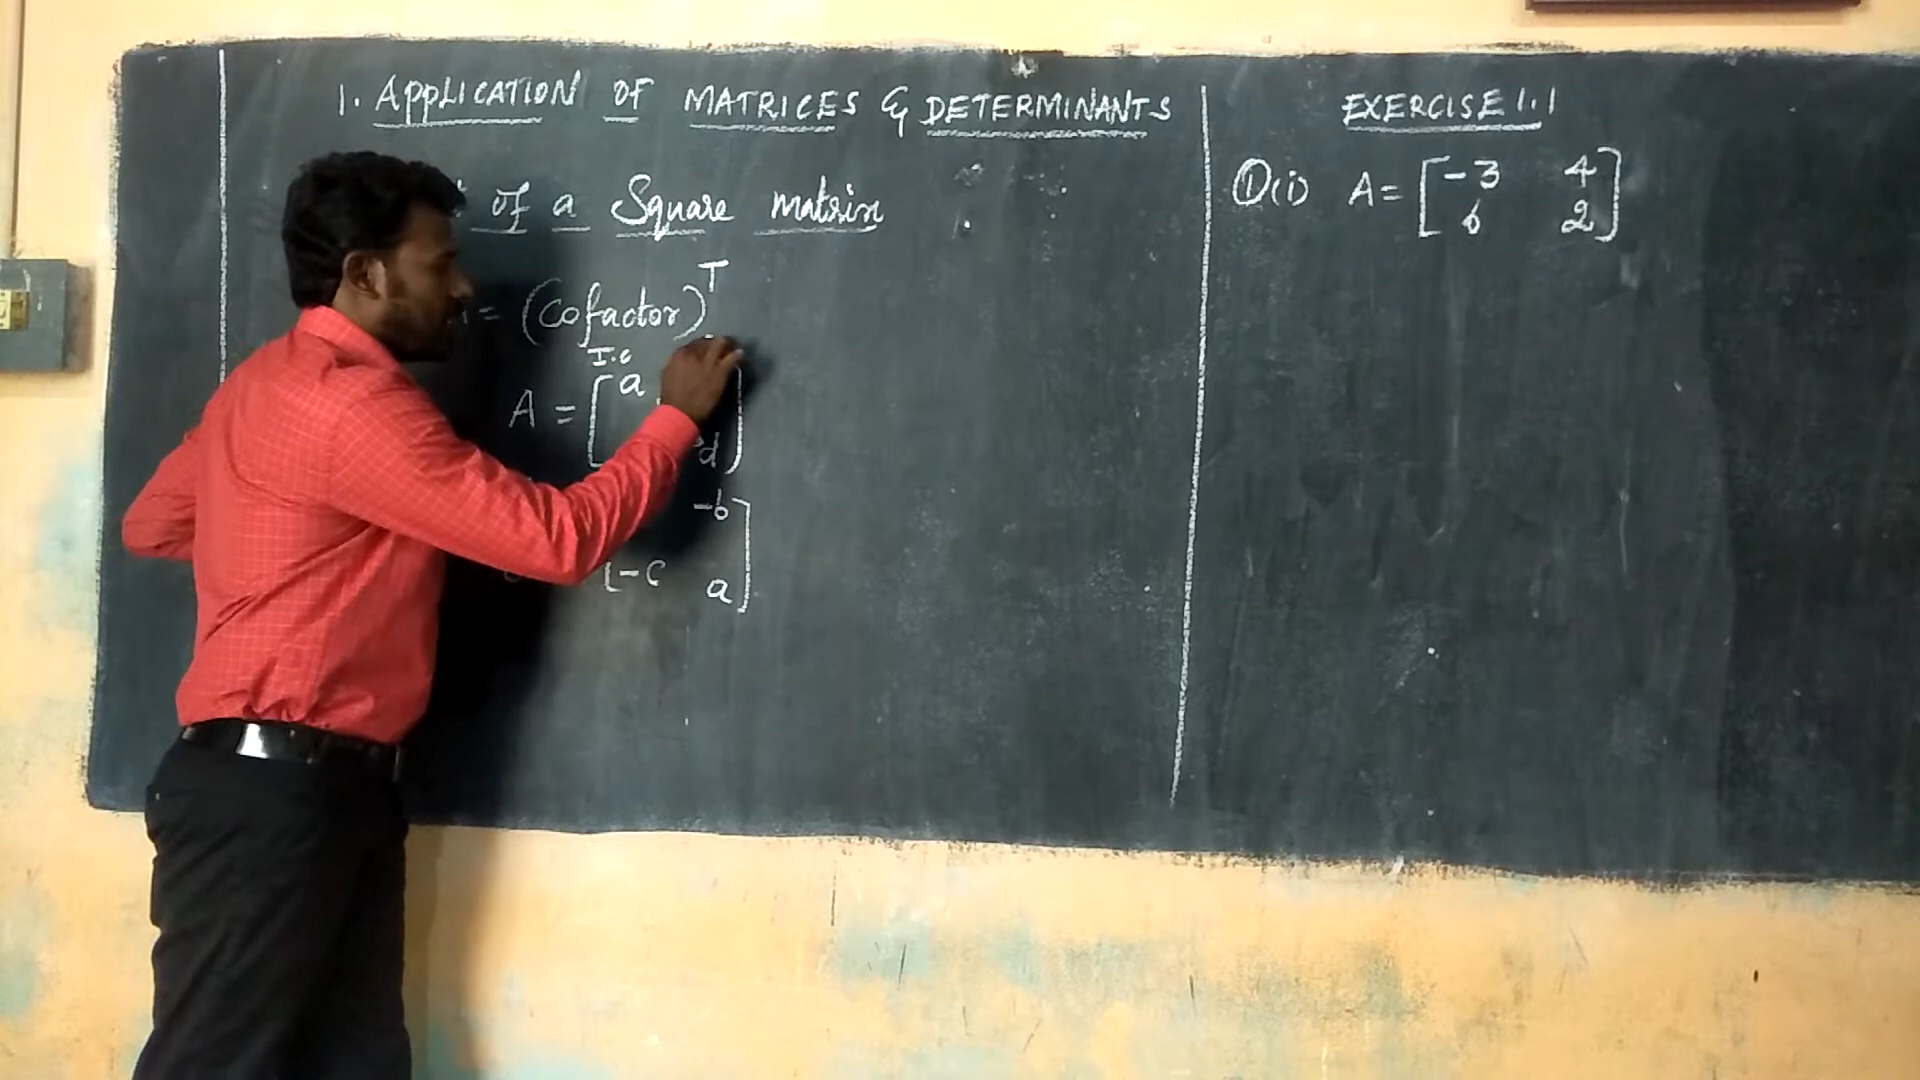 1. APPLICATION OF MATRICES & DETERMINANTS
of a Square matrix
= (Cofactor)ᵀ
I.e
A = [ a
d ]
-b ]
[ -c a ]
EXERCISE 1.1
①(i) A = [ -3 4
6 2 ]